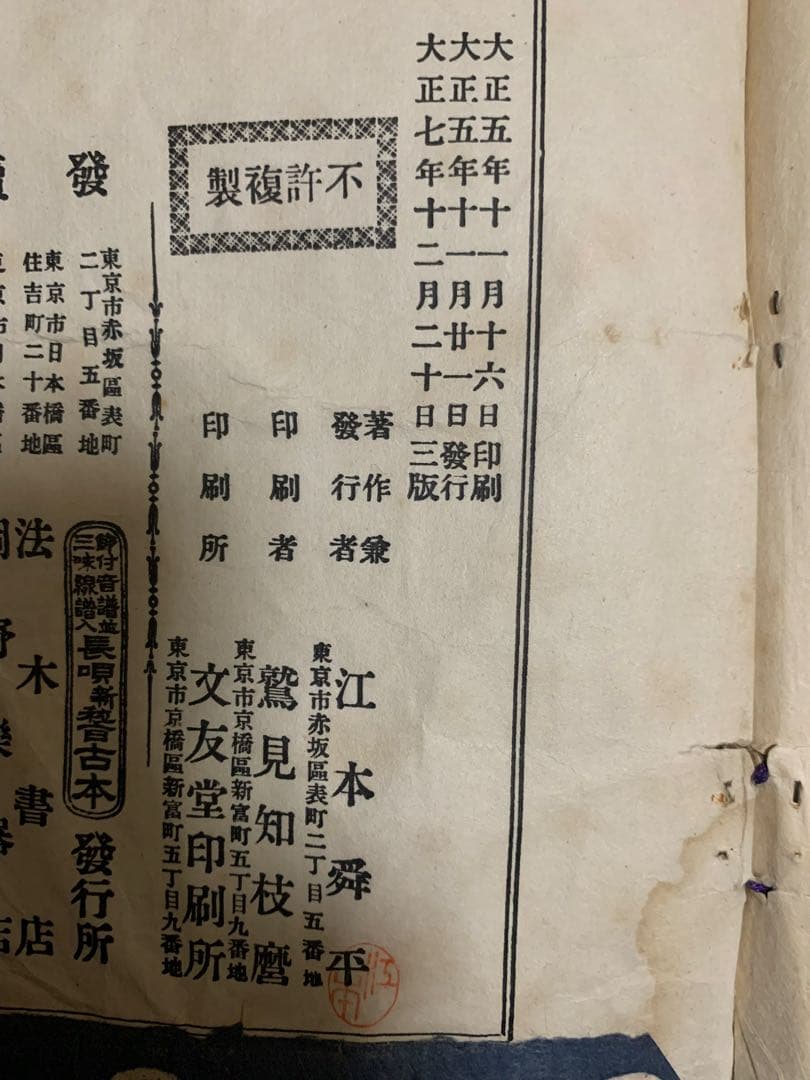 大正五年十一月十六日印刷
大正五年十一月廿一日發行
大正七年十二月二十日三版
不許複製
著作兼
發行者
東京市赤坂區表町二丁目五番地
江本舜平
印刷者
東京市京橋區新富町五丁目九番地
鷲見知枝麿
印刷所
東京市京橋區新富町五丁目九番地
文友堂印刷所
發
東京市赤坂區表町
二丁目五番地
節付音譜並
三味線譜入
長唄新稽古本
發行所
東京市日本橋區
住吉町二十番地
法木書店